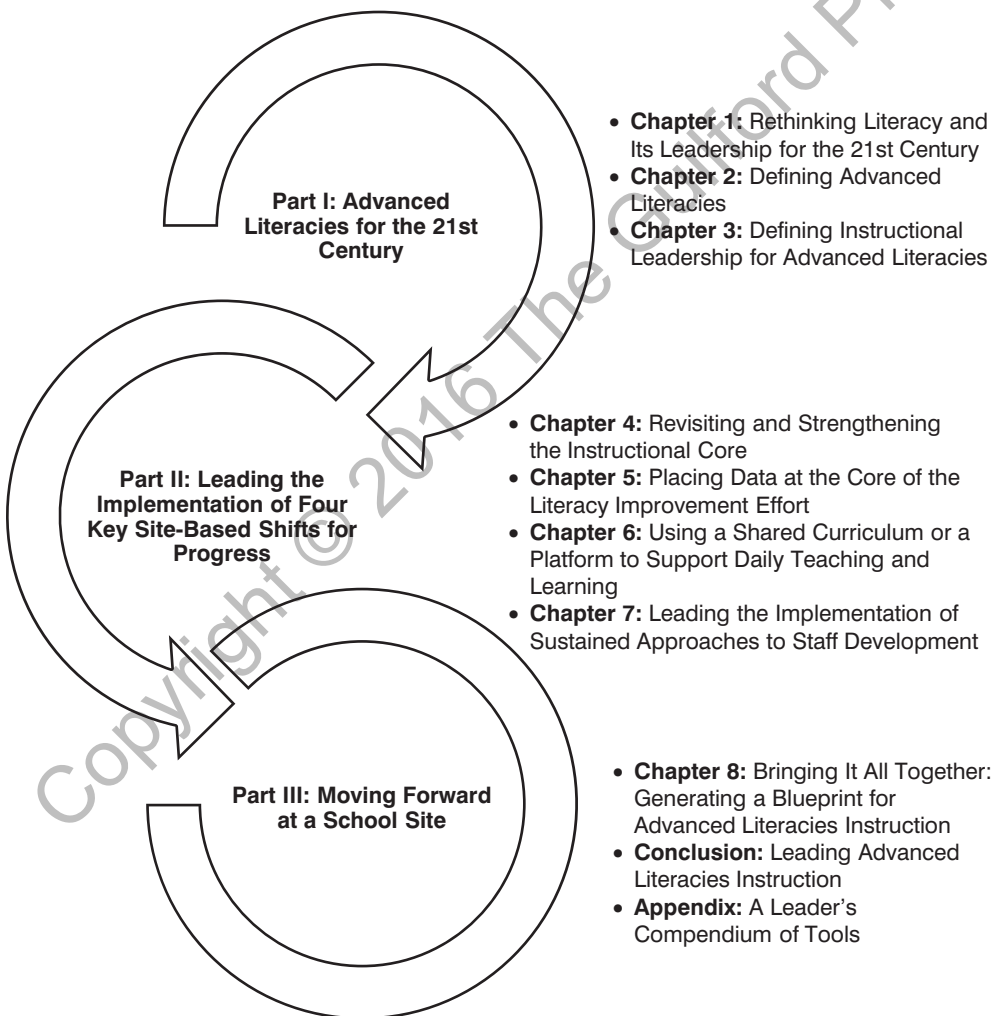 Part I: Advanced
Literacies for the 21st
Century
• Chapter 1: Rethinking Literacy and
Its Leadership for the 21st Century
• Chapter 2: Defining Advanced
Literacies
• Chapter 3: Defining Instructional
Leadership for Advanced Literacies
Part II: Leading the
Implementation of Four
Key Site-Based Shifts for
Progress
• Chapter 4: Revisiting and Strengthening
the Instructional Core
• Chapter 5: Placing Data at the Core of the
Literacy Improvement Effort
• Chapter 6: Using a Shared Curriculum or a
Platform to Support Daily Teaching and
Learning
• Chapter 7: Leading the Implementation of
Sustained Approaches to Staff Development
Part III: Moving Forward
at a School Site
• Chapter 8: Bringing It All Together:
Generating a Blueprint for
Advanced Literacies Instruction
• Conclusion: Leading Advanced
Literacies Instruction
• Appendix: A Leader's
Compendium of Tools
Copyright © 2016 The Guilford